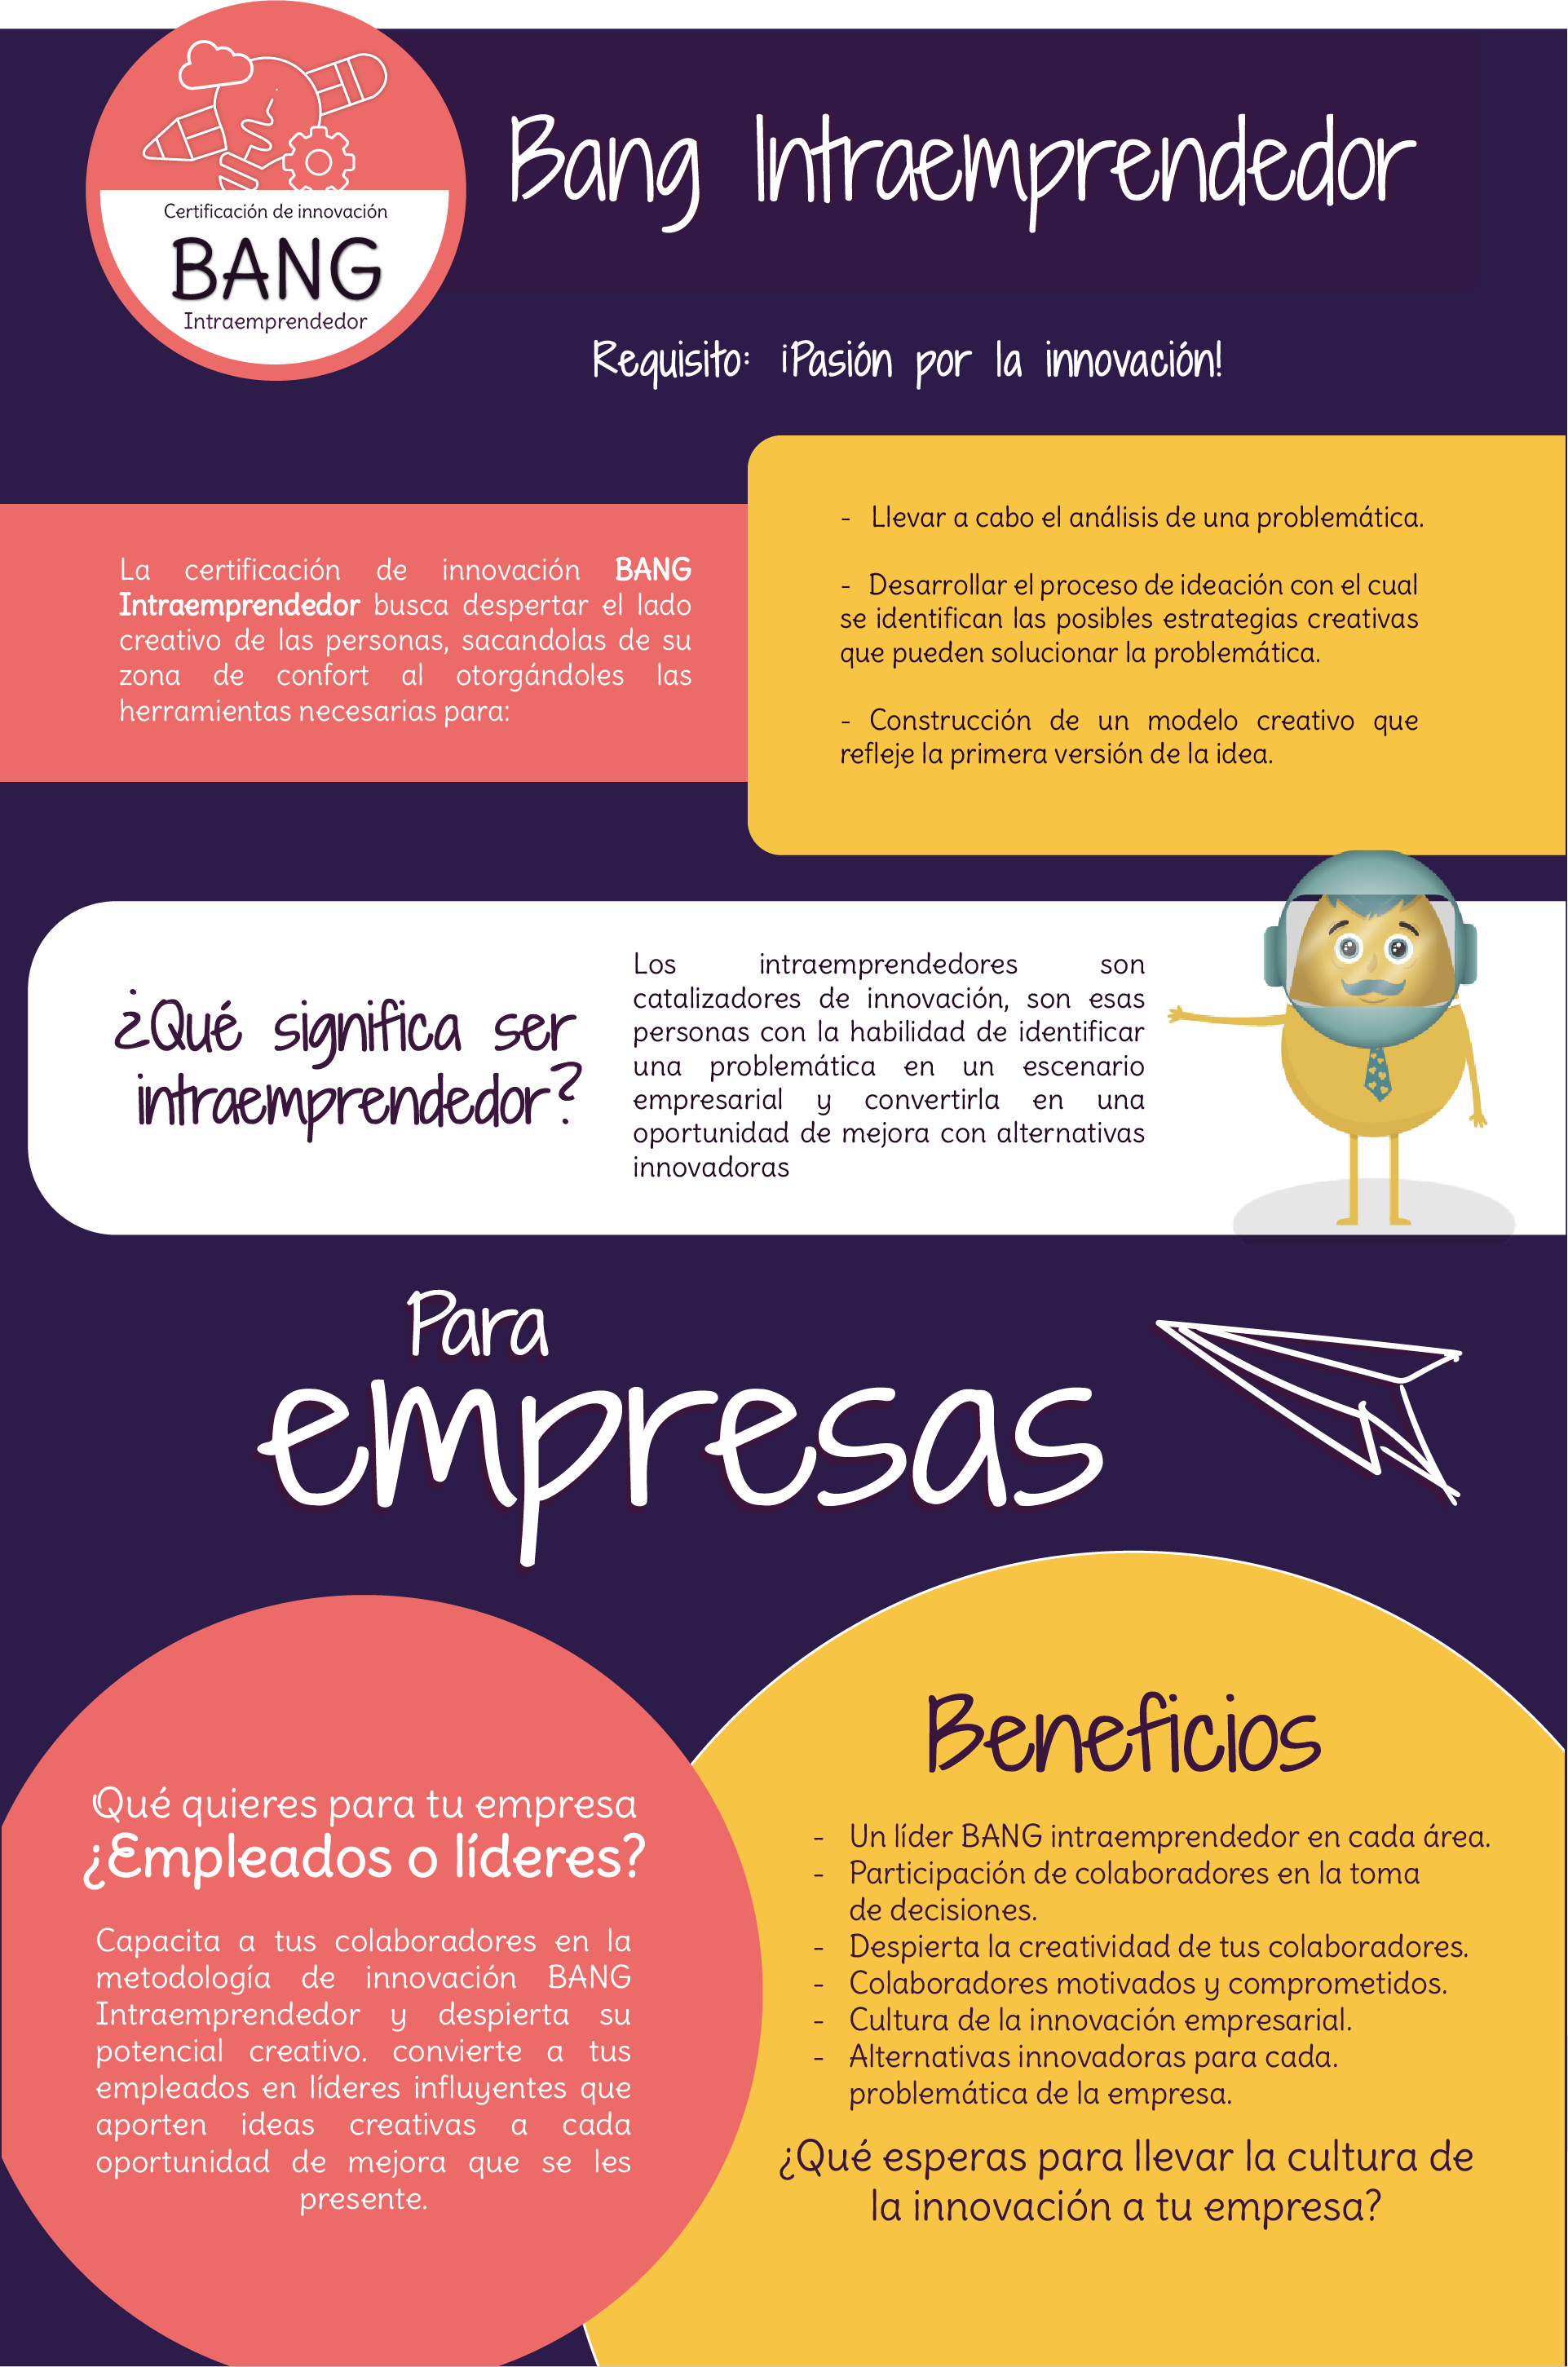 Certificación de innovación
BANG
Intraemprendedor
Bang Intraemprendedor
Requisito: ¡Pasión por la innovación!
La certificación de innovación BANG
Intraemprendedor busca despertar el lado
creativo de las personas, sacandolas de su
zona de confort al otorgándoles las
herramientas necesarias para:
- Llevar a cabo el análisis de una problemática.
- Desarrollar el proceso de ideación con el cual
se identifican las posibles estrategias creativas
que pueden solucionar la problemática.
- Construcción de un modelo creativo que
refleje la primera versión de la idea.
¿Qué significa ser
intraemprendedor?
Los intraemprendedores son
catalizadores de innovación, son esas
personas con la habilidad de identificar
una problemática en un escenario
empresarial y convertirla en una
oportunidad de mejora con alternativas
innovadoras
Para
empresas
Qué quieres para tu empresa
¿Empleados o líderes?
Capacita a tus colaboradores en la
metodología de innovación BANG
Intraemprendedor y despierta su
potencial creativo. convierte a tus
empleados en líderes influyentes que
aporten ideas creativas a cada
oportunidad de mejora que se les
presente.
Beneficios
- Un líder BANG intraemprendedor en cada área.
- Participación de colaboradores en la toma
de decisiones.
- Despierta la creatividad de tus colaboradores.
- Colaboradores motivados y comprometidos.
- Cultura de la innovación empresarial.
- Alternativas innovadoras para cada.
problemática de la empresa.
¿Qué esperas para llevar la cultura de
la innovación a tu empresa?